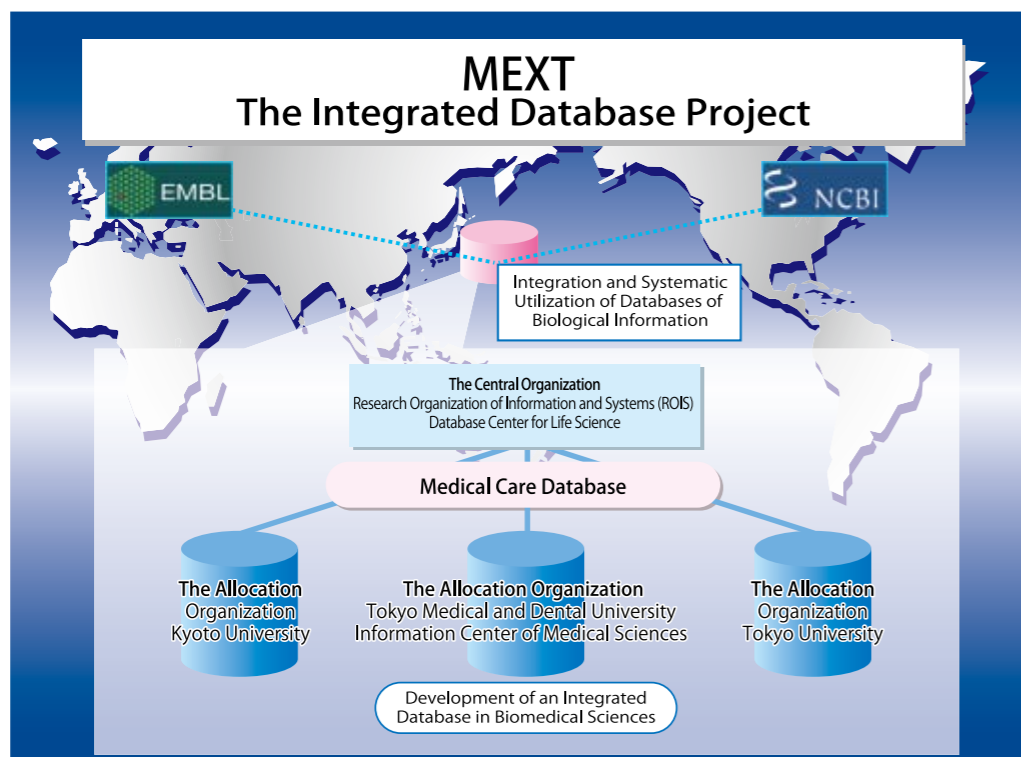 MEXT
The Integrated Database Project
EMBL
NCBI
Integration and Systematic
Utilization of Databases of
Biological Information
The Central Organization
Research Organization of Information and Systems (ROIS)
Database Center for Life Science
Medical Care Database
The Allocation
Organization
Kyoto University
The Allocation Organization
Tokyo Medical and Dental University
Information Center of Medical Sciences
The Allocation
Organization
Tokyo University
Development of an Integrated
Database in Biomedical Sciences